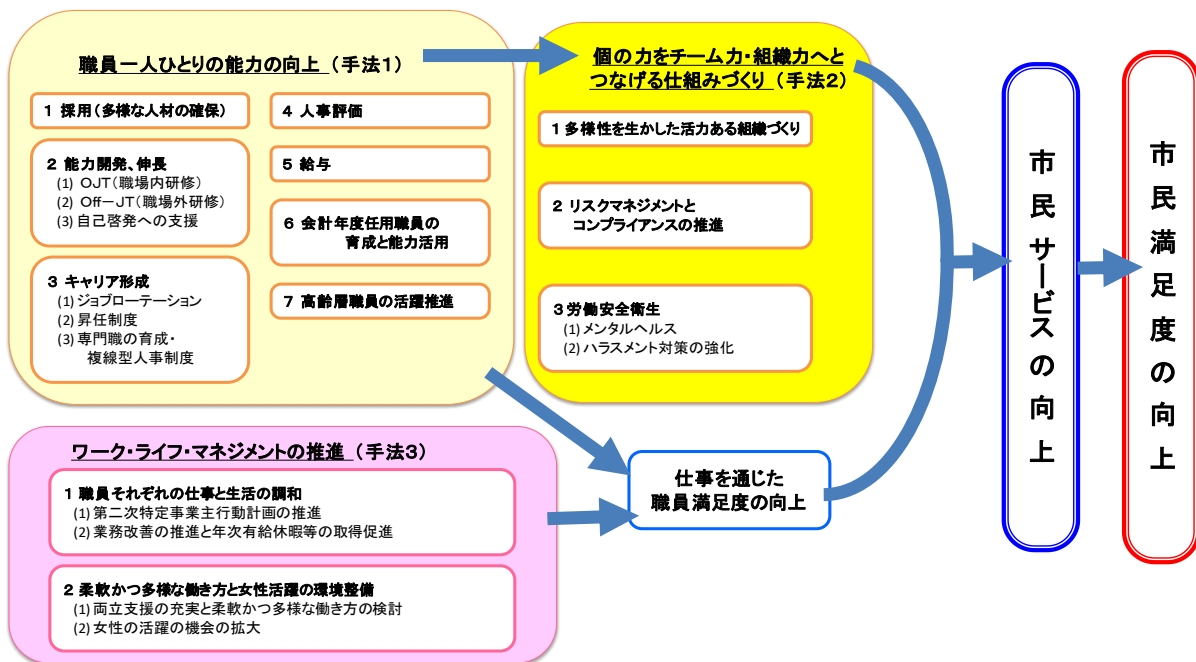 職員一人ひとりの能力の向上（手法１）
１ 採用（多様な人材の確保）
２ 能力開発、伸長
(1) OJT（職場内研修）
(2) Off－JT（職場外研修）
(3) 自己啓発への支援
３ キャリア形成
(1) ジョブローテーション
(2) 昇任制度
(3) 専門職の育成・
複線型人事制度
４ 人事評価
５ 給与
６ 会計年度任用職員の
育成と能力活用
７ 高齢層職員の活躍推進
個の力をチーム力・組織力へと
つなげる仕組みづくり（手法２）
１ 多様性を生かした活力ある組織づくり
２ リスクマネジメントと
コンプライアンスの推進
３ 労働安全衛生
(1) メンタルヘルス
(2) ハラスメント対策の強化
ワーク・ライフ・マネジメントの推進（手法３）
１ 職員それぞれの仕事と生活の調和
(1) 第二次特定事業主行動計画の推進
(2) 業務改善の推進と年次有給休暇等の取得促進
２ 柔軟かつ多様な働き方と女性活躍の環境整備
(1) 両立支援の充実と柔軟かつ多様な働き方の検討
(2) 女性の活躍の機会の拡大
仕事を通じた
職員満足度の向上
市民サービスの向上
市民満足度の向上